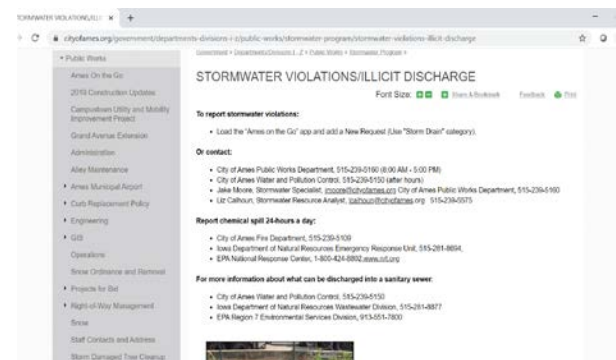 STORMWATER VIOLATIONS/ILLICIT
cityofames.org/government/departments-divisions-i-z/public-works/stormwater-program/stormwater-violations-illicit-discharge
Government » Departments/Divisions I - Z » Public Works » Stormwater Program »
Public Works
Ames On the Go
2019 Construction Updates
Campustown Utility and Mobility
Improvement Project
Grand Avenue Extension
Administration
Alley Maintenance
Ames Municipal Airport
Curb Replacement Policy
Engineering
GIS
Operations
Snow Ordinance and Removal
Projects for Bid
Right-of-Way Management
Snow
Staff Contacts and Address
Storm Damaged Tree Cleanup
STORMWATER VIOLATIONS/ILLICIT DISCHARGE
Font Size: Share & Bookmark Feedback Print
To report stormwater violations:
• Load the "Ames on the Go" app and add a New Request (Use "Storm Drain" category).
Or contact:
• City of Ames Public Works Department, 515-239-5160 (8:00 AM - 5:00 PM)
• City of Ames Water and Pollution Control, 515-239-5150 (after hours)
• Jake Moore, Stormwater Specialist, jmoore@cityofames.org City of Ames Public Works Department, 515-239-5160
• Liz Calhoun, Stormwater Resource Analyst, lcalhoun@cityofames.org 515-239-5575
Report chemical spill 24-hours a day:
• City of Ames Fire Department, 515-239-5109
• Iowa Department of Natural Resources Emergency Response Unit, 515-281-8694,
• EPA National Response Center, 1-800-424-8802
For more information about what can be discharged into a sanitary sewer:
• City of Ames Water and Pollution Control, 515-239-5150
• Iowa Department of Natural Resources Wastewater Division, 515-281-8877
• EPA Region 7 Environmental Services Division, 913-551-7800